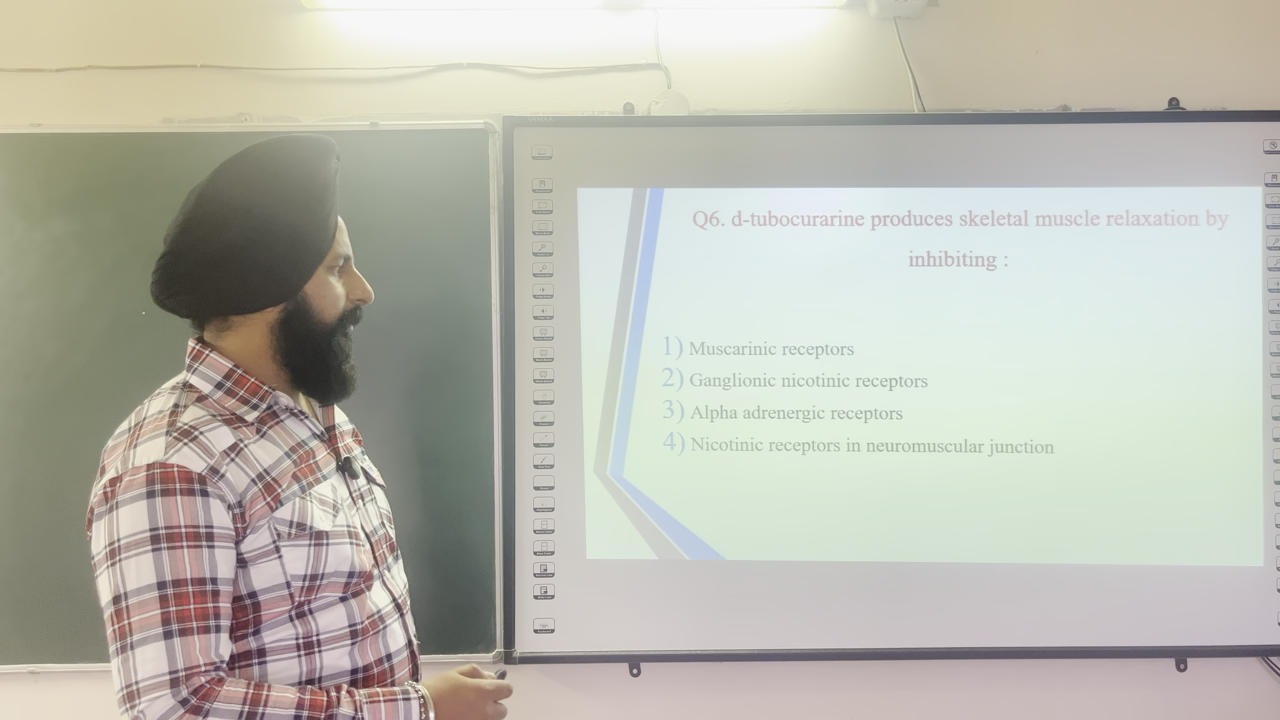 Q6. d-tubocurarine produces skeletal muscle relaxation by
inhibiting :
1) Muscarinic receptors
2) Ganglionic nicotinic receptors
3) Alpha adrenergic receptors
4) Nicotinic receptors in neuromuscular junction